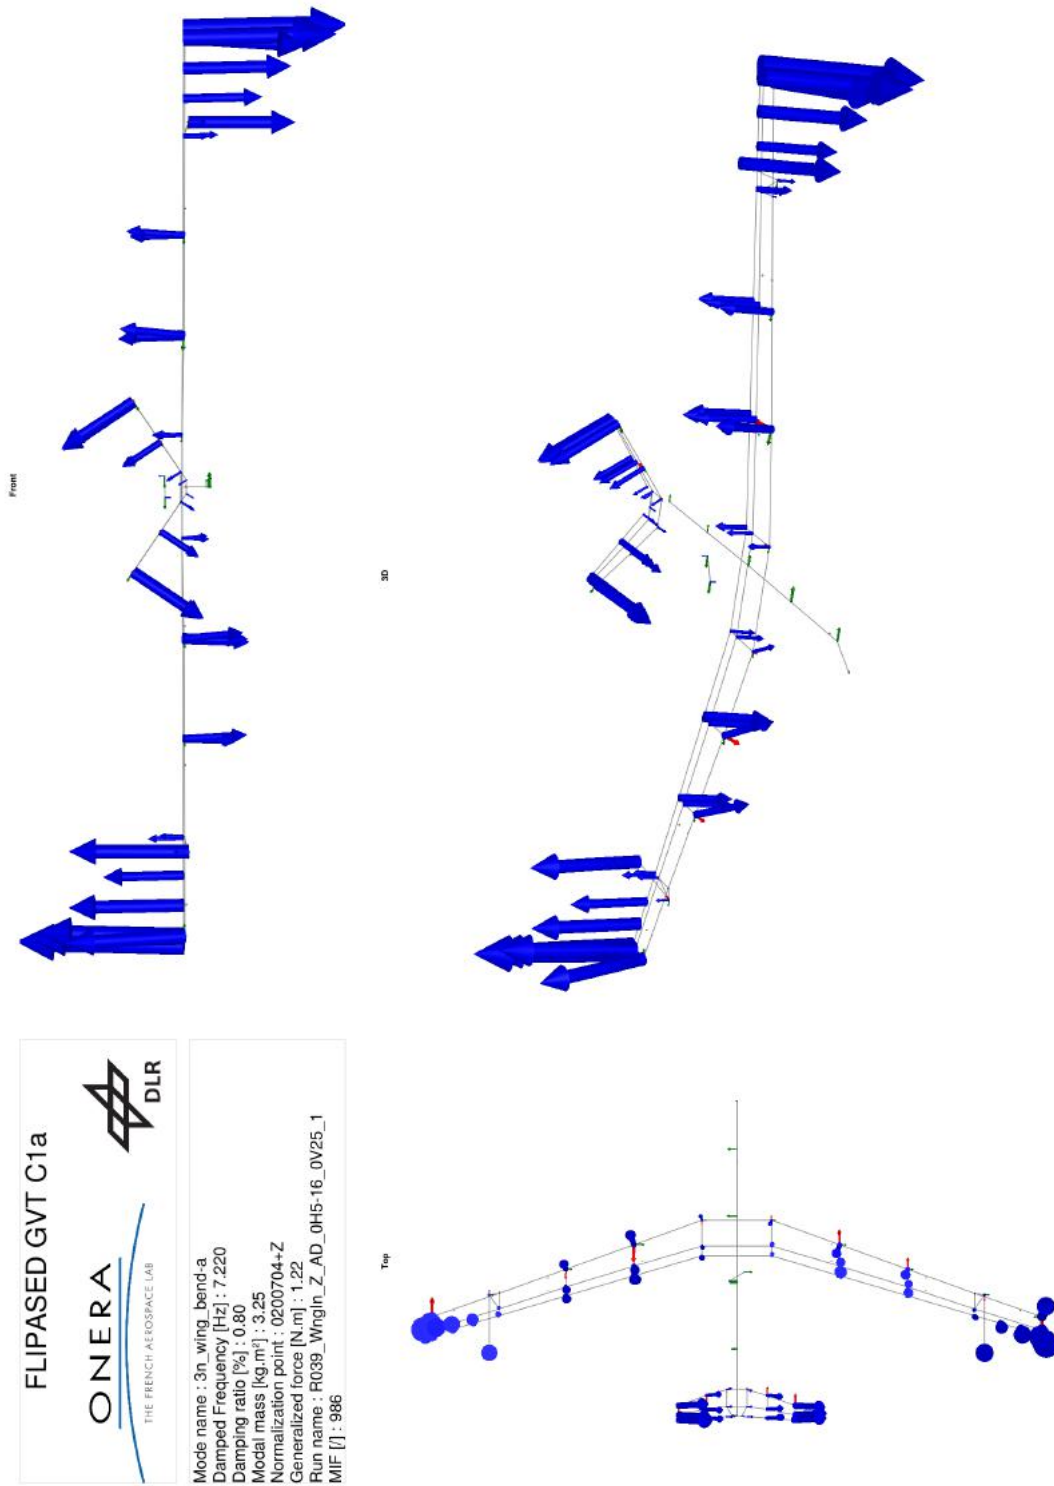 FLIPASED GVT C1a
ONERA
THE FRENCH AEROSPACE LAB
DLR
Mode name : 3n_wing_bend-a
Damped Frequency [Hz] : 7.220
Damping ratio [%] : 0.80
Modal mass [kg.m²] : 3.25
Normalization point : 0200704+Z
Generalized force [N.m] : 1.22
Run name : R039_WngIn_Z_AD_0H5-16_0V25_1
MIF [/] : 986
Front
3D
Top